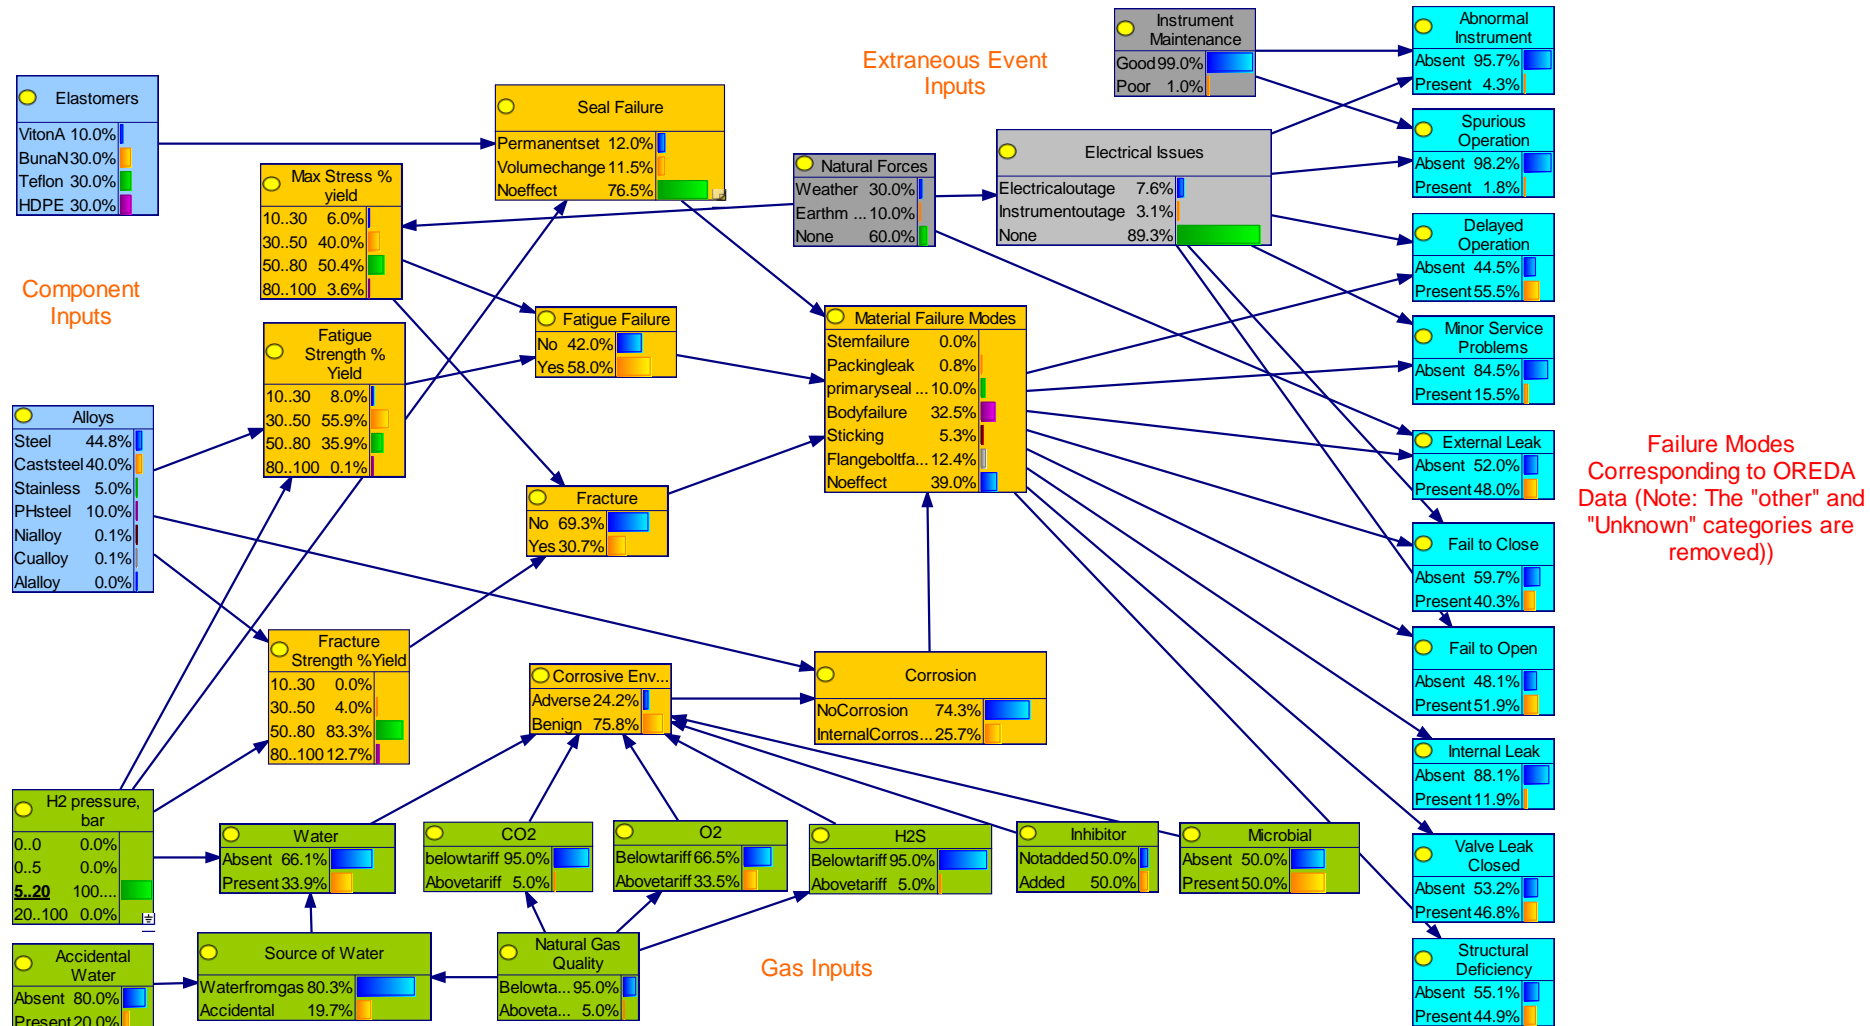 Elastomers
VitonA 10.0%
BunaN 30.0%
Teflon 30.0%
HDPE 30.0%
Component
Inputs
Alloys
Steel 44.8%
Caststeel 40.0%
Stainless 5.0%
PHsteel 10.0%
Nialloy 0.1%
Cualloy 0.1%
Alalloy 0.0%
H2 pressure,
bar
0..0 0.0%
0..5 0.0%
5..20 100....
20..100 0.0%
Accidental
Water
Absent 80.0%
Present 20.0%
Max Stress %
yield
10..30 6.0%
30..50 40.0%
50..80 50.4%
80..100 3.6%
Fatigue
Strength %
Yield
10..30 8.0%
30..50 55.9%
50..80 35.9%
80..100 0.1%
Fracture
Strength %Yield
10..30 0.0%
30..50 4.0%
50..80 83.3%
80..100 12.7%
Water
Absent 66.1%
Present 33.9%
Source of Water
Waterfromgas 80.3%
Accidental 19.7%
Seal Failure
Permanentset 12.0%
Volumechange 11.5%
Noeffect 76.5%
Fatigue Failure
No 42.0%
Yes 58.0%
Fracture
No 69.3%
Yes 30.7%
Corrosive Env...
Adverse 24.2%
Benign 75.8%
CO2
belowtariff 95.0%
Abovetariff 5.0%
O2
Belowtariff 66.5%
Abovetariff 33.5%
Natural Gas
Quality
Belowta... 95.0%
Aboveta... 5.0%
Gas Inputs
Extraneous Event
Inputs
Natural Forces
Weather 30.0%
Earthm ... 10.0%
None 60.0%
Material Failure Modes
Stemfailure 0.0%
Packingleak 0.8%
primaryseal ... 10.0%
Bodyfailure 32.5%
Sticking 5.3%
Flangeboltfa... 12.4%
Noeffect 39.0%
Corrosion
NoCorrosion 74.3%
InternalCorros... 25.7%
H2S
Belowtariff 95.0%
Abovetariff 5.0%
Inhibitor
Notadded 50.0%
Added 50.0%
Microbial
Absent 50.0%
Present 50.0%
Instrument
Maintenance
Good 99.0%
Poor 1.0%
Electrical Issues
Electricaloutage 7.6%
Instrumentoutage 3.1%
None 89.3%
Abnormal
Instrument
Absent 95.7%
Present 4.3%
Spurious
Operation
Absent 98.2%
Present 1.8%
Delayed
Operation
Absent 44.5%
Present 55.5%
Minor Service
Problems
Absent 84.5%
Present 15.5%
External Leak
Absent 52.0%
Present 48.0%
Fail to Close
Absent 59.7%
Present 40.3%
Fail to Open
Absent 48.1%
Present 51.9%
Internal Leak
Absent 88.1%
Present 11.9%
Valve Leak
Closed
Absent 53.2%
Present 46.8%
Structural
Deficiency
Absent 55.1%
Present 44.9%
Failure Modes
Corresponding to OREDA
Data (Note: The "other" and
"Unknown" categories are
removed))